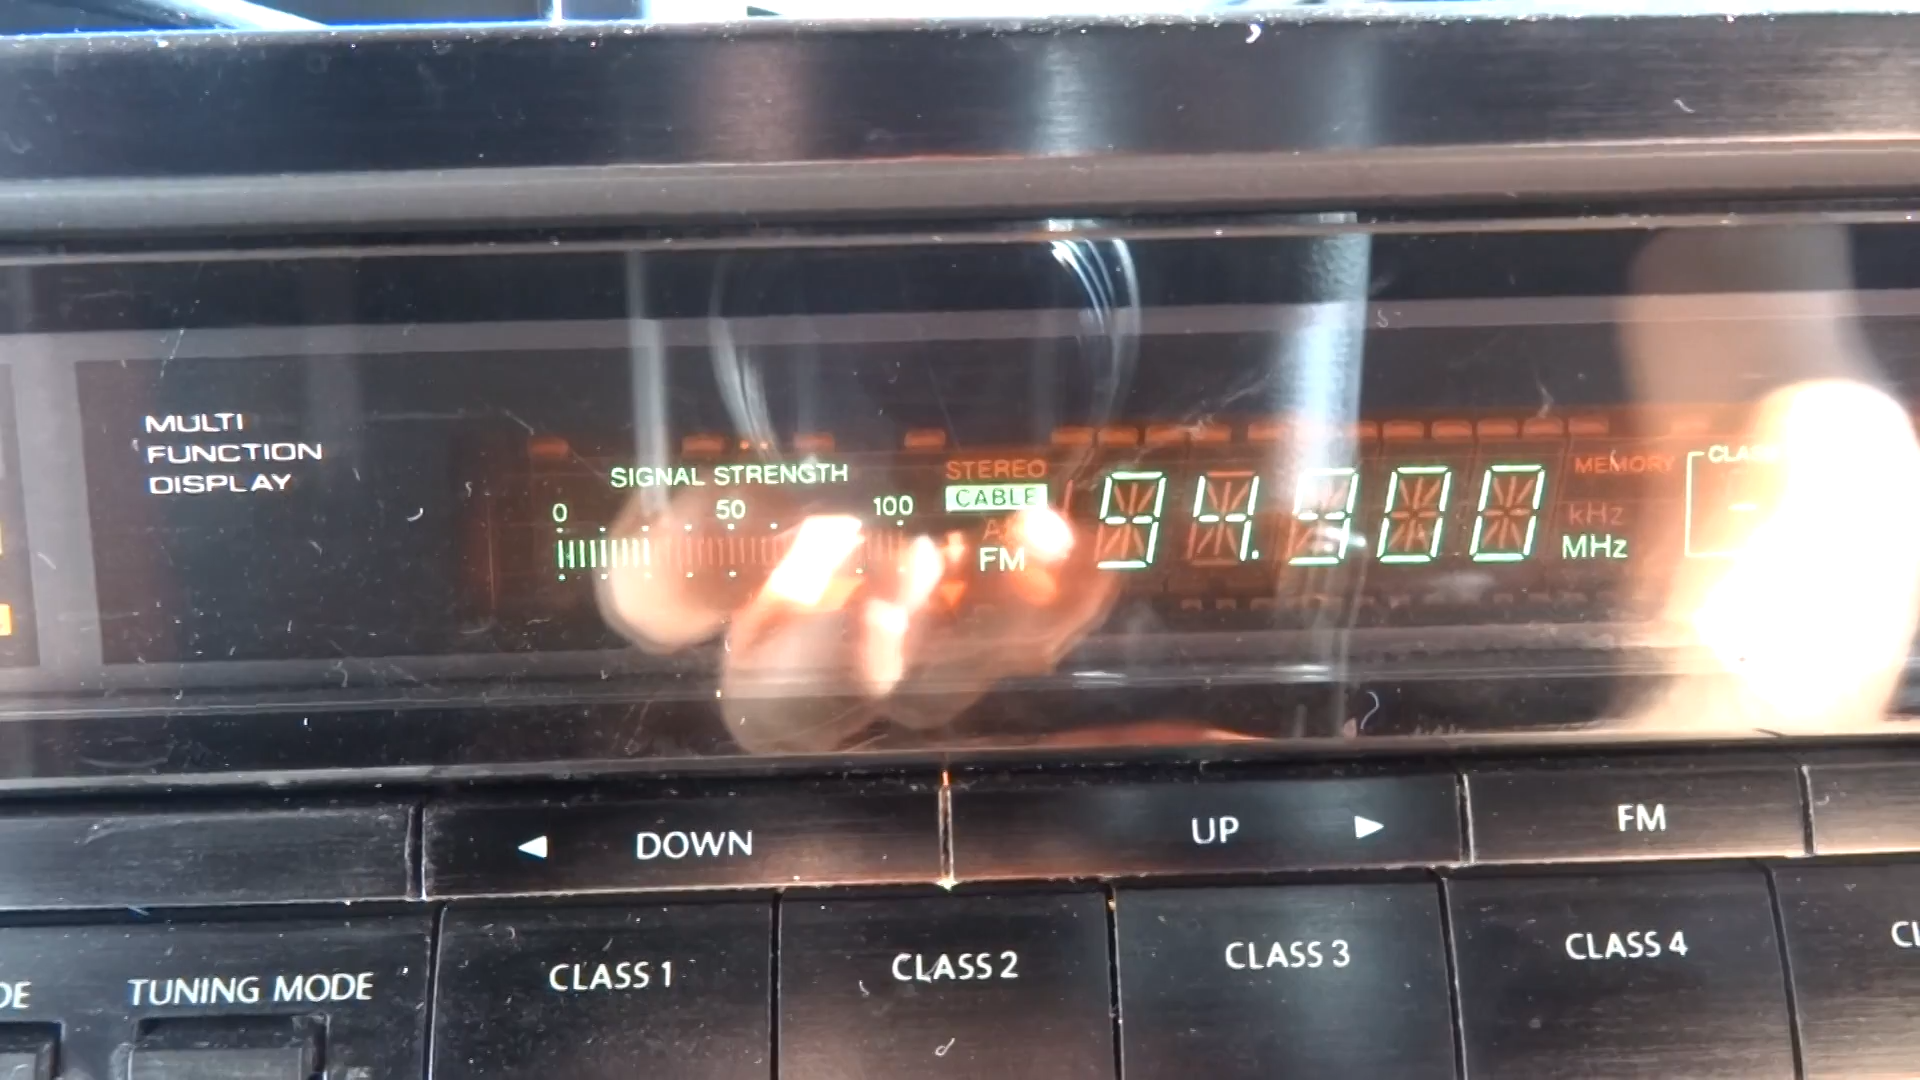 MULTI
FUNCTION
DISPLAY
SIGNAL STRENGTH
0 50 100
STEREO
CABLE
FM
94.900
MEMORY
kHz
MHz
DOWN
UP
FM
TUNING MODE
CLASS 1
CLASS 2
CLASS 3
CLASS 4